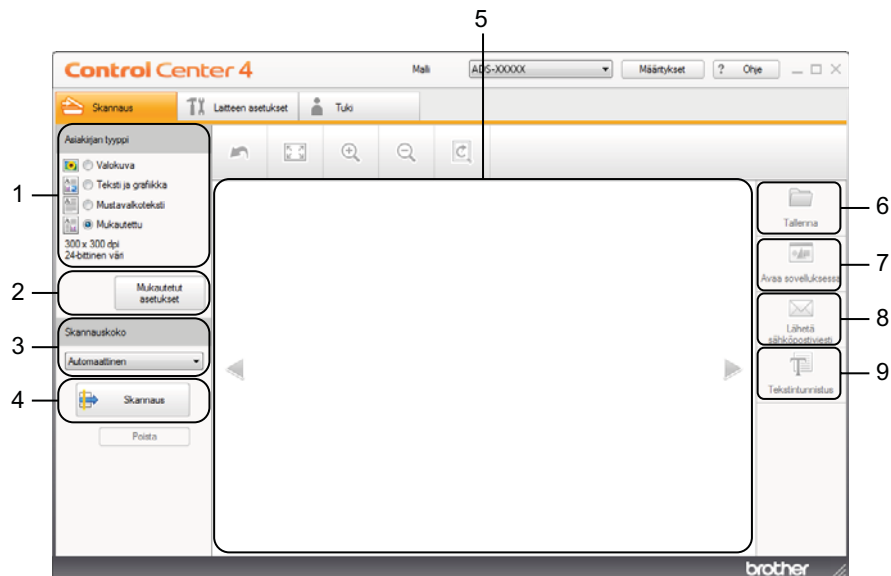 5
Control Center 4
Malli
ADS-XXXXX
Määritykset
? Ohje
Skannaus
Laitteen asetukset
Tuki
1
Asiakirjan tyyppi
Valokuva
Teksti ja grafiikka
Mustavalkoteksti
Mukautettu
300 x 300 dpi
24-bittinen väri
2
Mukautetut
asetukset
3
Skannauskoko
Automaattinen
4
Skannaus
Poista
6
Tallenna
7
Avaa sovelluksessa
8
Lähetä
sähköpostiviesti
9
Tekstintunnistus
brother